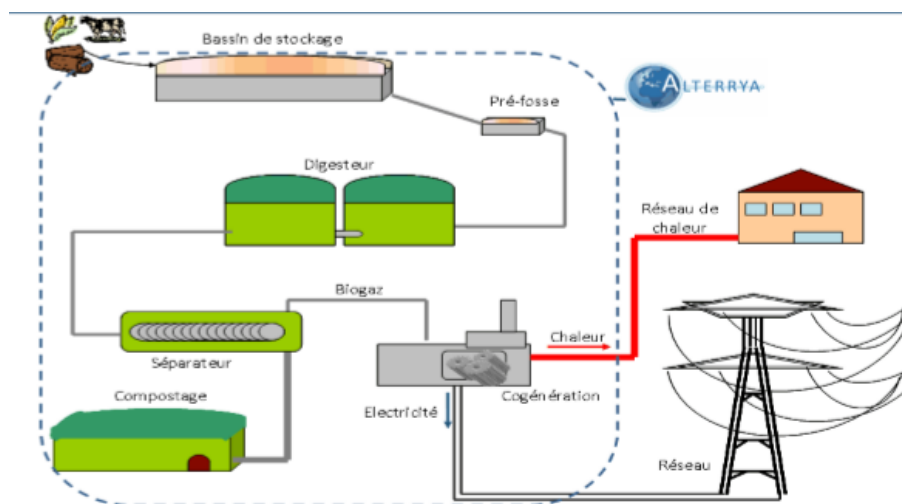 Bassin de stockage
ALTERRYA
Pré-fosse
Digesteur
Réseau de
chaleur
Biogaz
Chaleur
Séparateur
Compostage
Electricité
Cogénération
Réseau